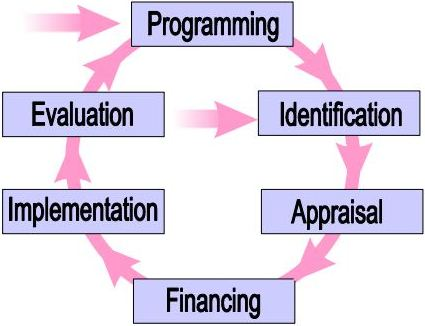 Programming
Evaluation
Identification
Implementation
Appraisal
Financing